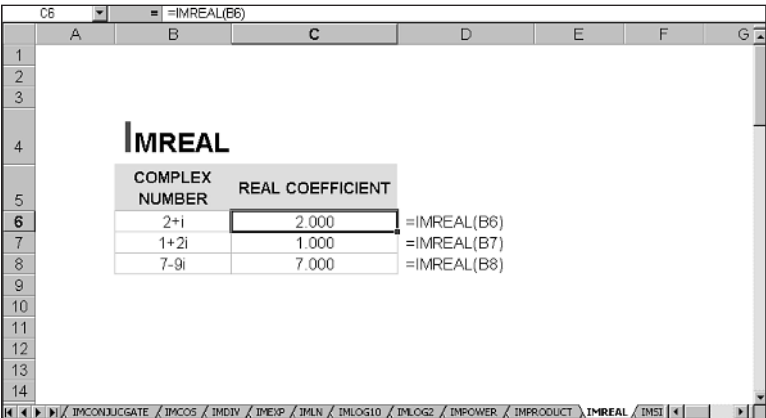 C6 = =IMREAL(B6)
A B C D E F G
1
2
3
4 IMREAL
5 COMPLEX NUMBER REAL COEFFICIENT
6 2+i 2.000 =IMREAL(B6)
7 1+2i 1.000 =IMREAL(B7)
8 7-9i 7.000 =IMREAL(B8)
9
10
11
12
13
14
IMCONJUCGATE IMCOS IMDIV IMEXP IMLN IMLOG10 IMLOG2 IMPOWER IMPRODUCT IMREAL IMSI